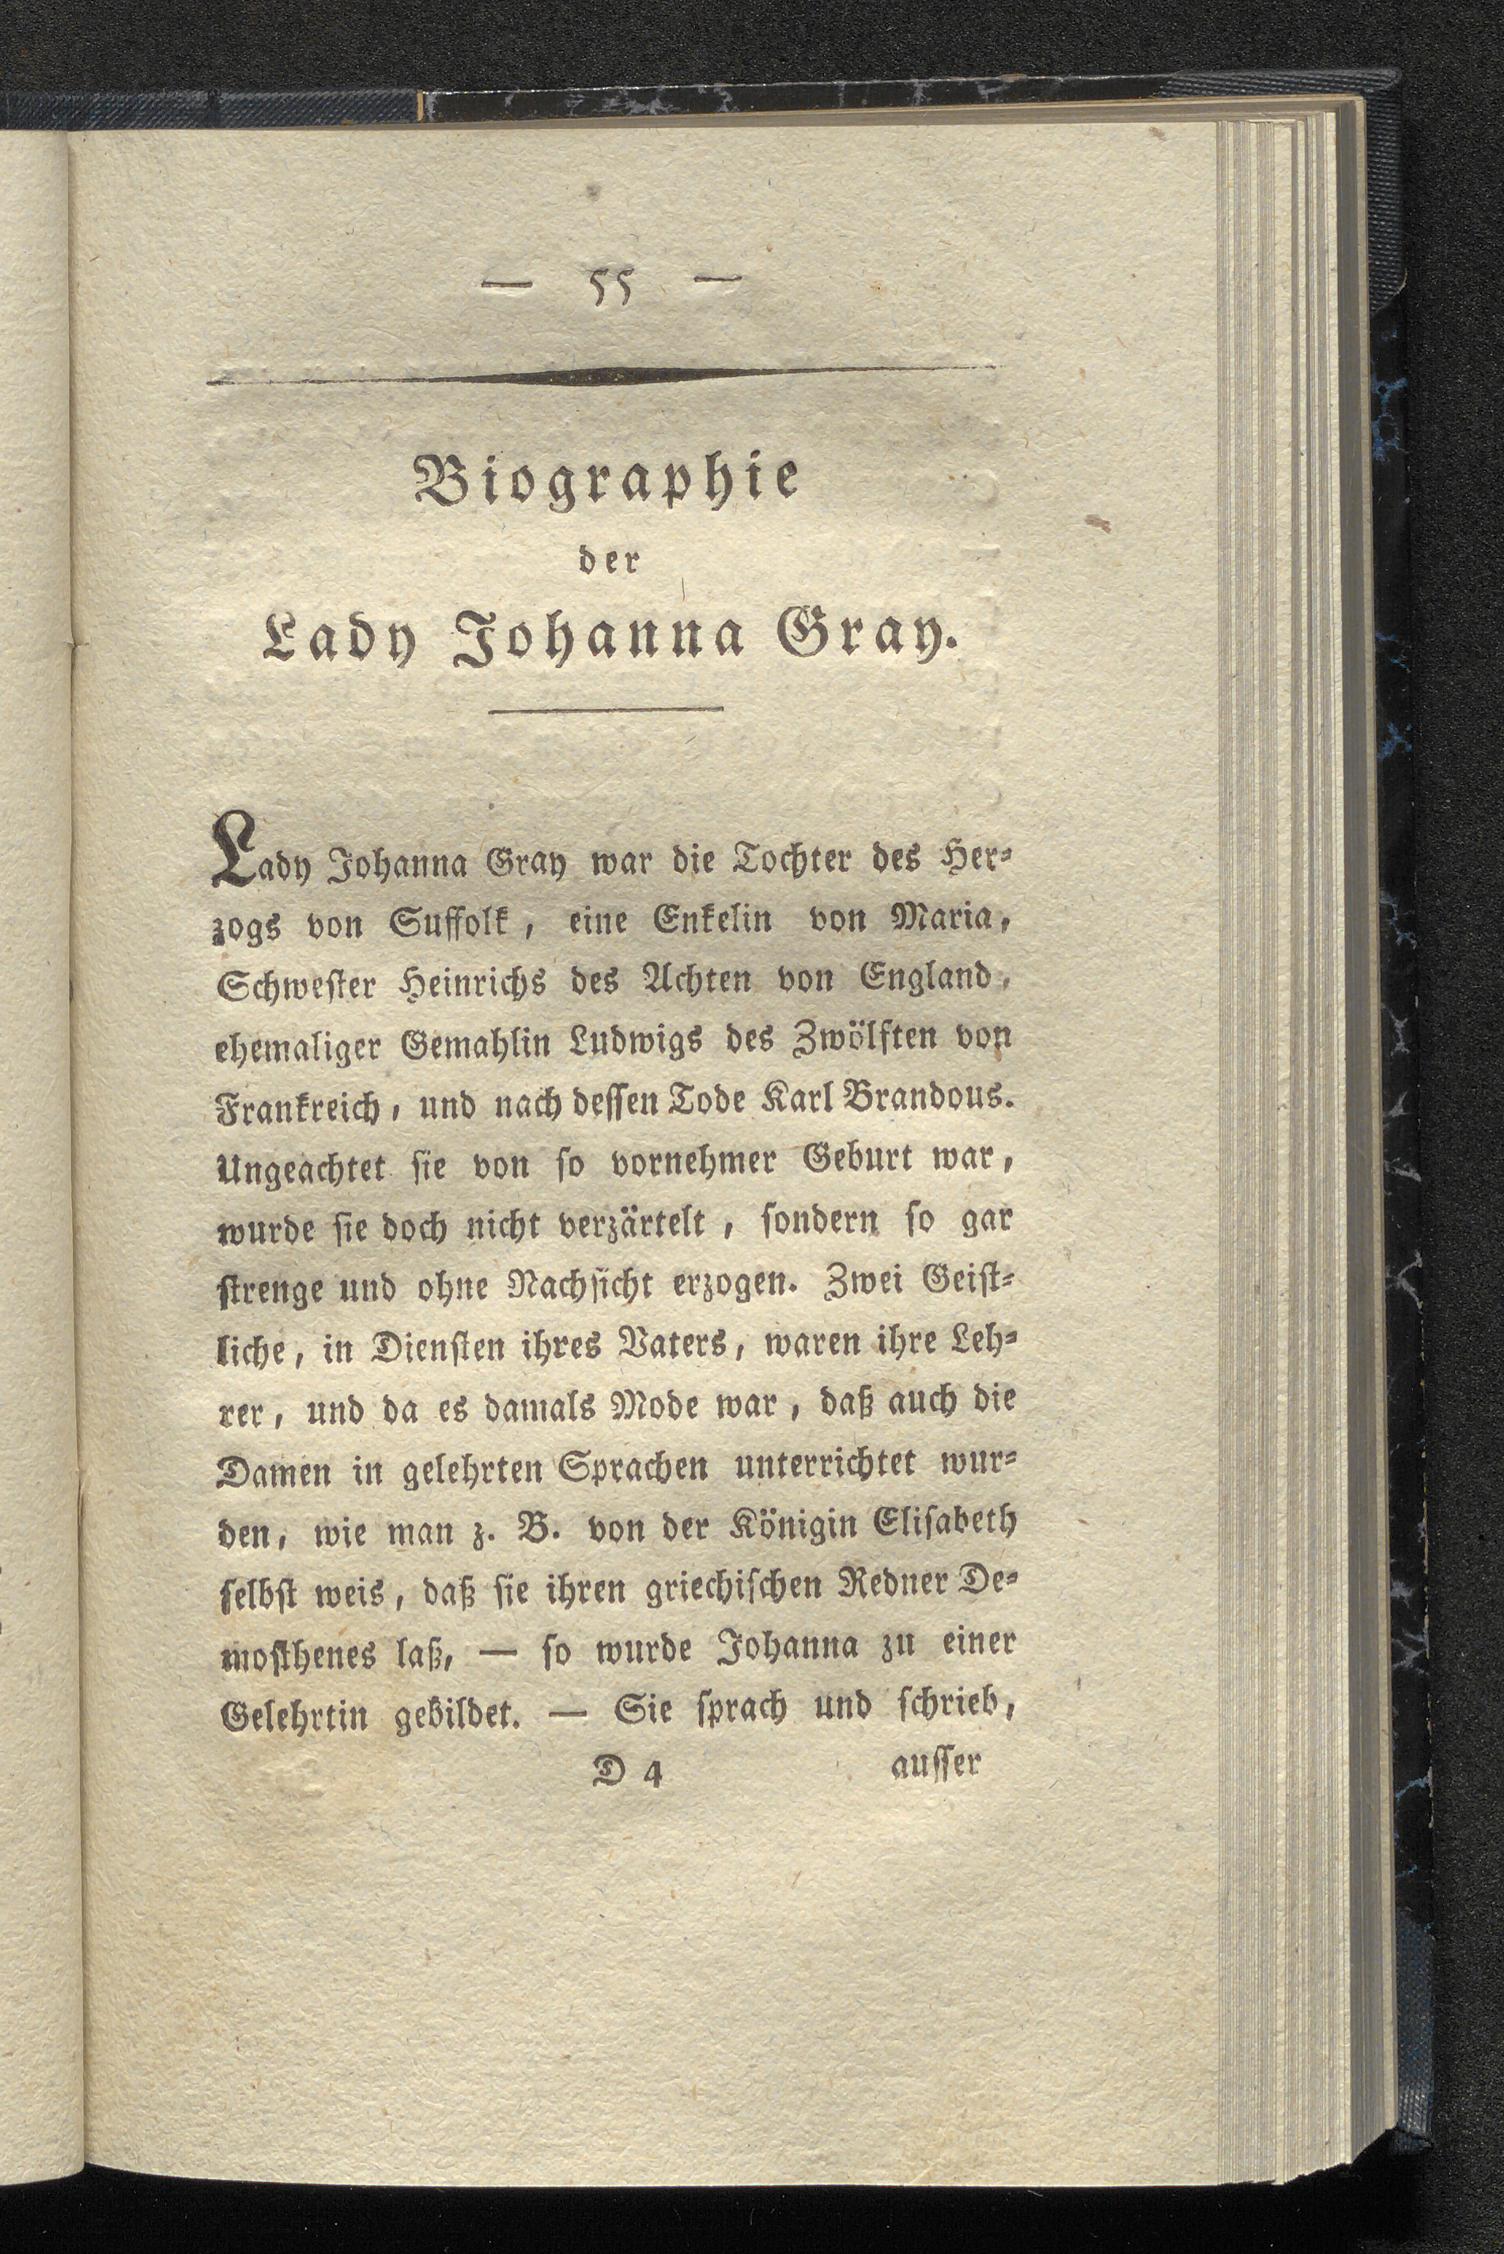 — 55 —
Biographie
der
Lady Johanna Gray.
Lady Johanna Gray war die Tochter des Her-
zogs von Suffolk, eine Enkelin von Maria,
Schwester Heinrichs des Achten von England,
ehemaliger Gemahlin Ludwigs des Zwölften von
Frankreich, und nach dessen Tode Karl Brandous.
Ungeachtet sie von so vornehmer Geburt war,
wurde sie doch nicht verzärtelt, sondern so gar
strenge und ohne Nachsicht erzogen. Zwei Geist-
liche, in Diensten ihres Vaters, waren ihre Leh-
rer, und da es damals Mode war, daß auch die
Damen in gelehrten Sprachen unterrichtet wur-
den, wie man z. B. von der Königin Elisabeth
selbst weis, daß sie ihren griechischen Redner De-
mosthenes laß, — so wurde Johanna zu einer
Gelehrtin gebildet. — Sie sprach und schrieb,
D 4 ausser